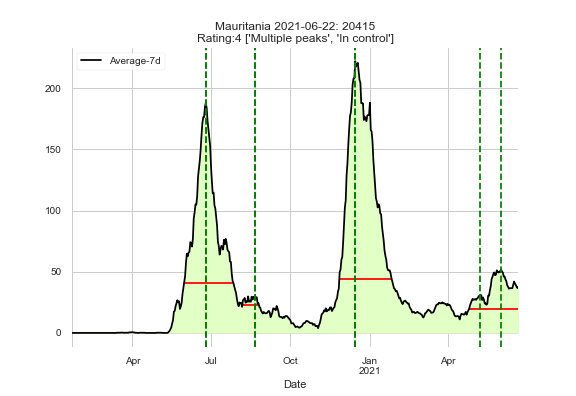 Mauritania 2021-06-22: 20415
Rating:4 ['Multiple peaks', 'In control']
Average-7d
200
150
100
50
0
Apr
Jul
Oct
Jan
2021
Apr
Date